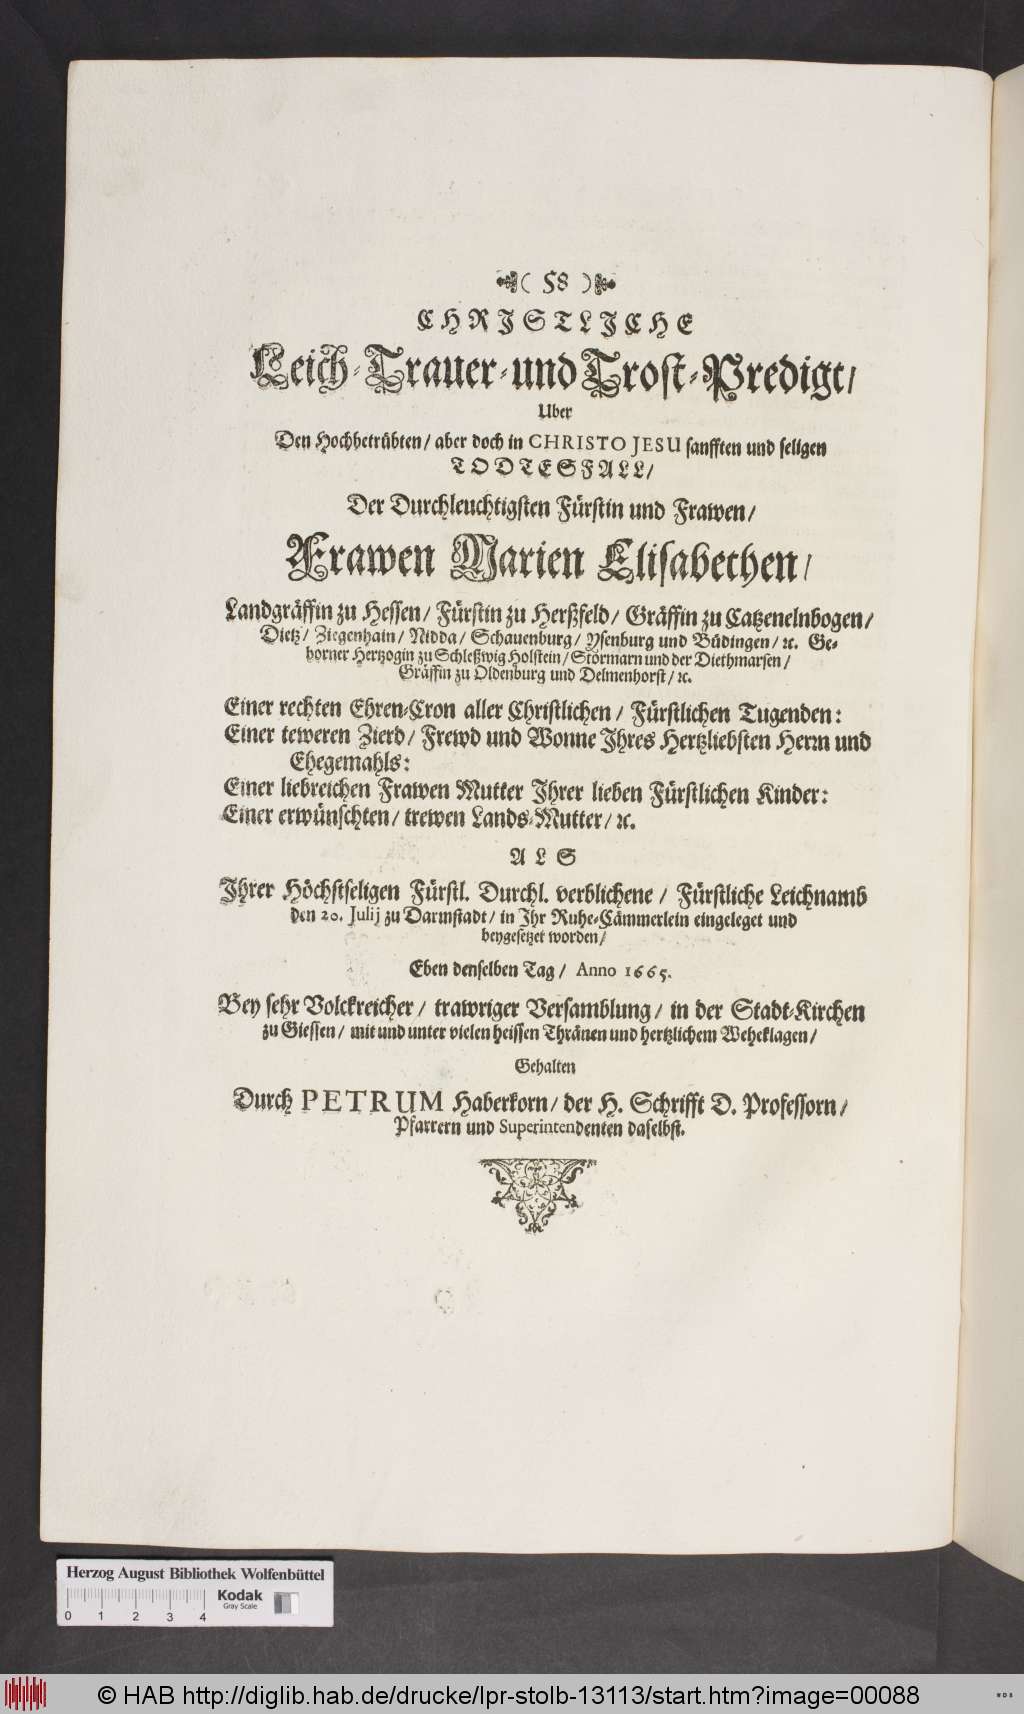 ( 58 )
CHRISTLICHE
Leich-Trauer-und Trost-Predigt/
Uber
Den Hochbetrübten/ aber doch in CHRISTO JESU sanfften und seligen
TODTESFALL/
Der Durchleuchtigsten Fürstin und Frawen/
Frawen Marien Elisabethen/
Landgräffin zu Hessen/ Fürstin zu Herßfeld/ Gräffin zu Catzenelnbogen/
Dietz/ Ziegenhain/ Nidda/ Schauenburg/ Ysenburg und Büdingen/ ꝛc. Ge-
borner Hertzogin zu Schleßwig Holstein/ Störmarn und der Diethmarsen/
Gräffin zu Oldenburg und Delmenhorst/ ꝛc.
Einer rechten Ehren-Cron aller Christlichen/ Fürstlichen Tugenden:
Einer teweren Zierd/ Frewd und Wonne Ihres Hertzliebsten Herrn und
Ehegemahls:
Einer liebreichen Frawen Mutter Ihrer lieben Fürstlichen Kinder:
Einer erwünschten/ trewen Lands-Mutter/ ꝛc.
ALS
Ihrer Höchstseligen Fürstl. Durchl. verblichene/ Fürstliche Leichnamb
den 20. Julij zu Darmstadt/ in Ihr Ruhe-Cämmerlein eingeleget und
beygesetzet worden/
Eben denselben Tag/ Anno 1665.
Bey sehr Volckreicher/ trawriger Versamblung/ in der Stadt-Kirchen
zu Giessen/ mit und unter vielen heissen Thränen und hertzlichem Weheklagen/
Gehalten
Durch PETRUM Haberkorn/ der H. Schrifft D. Professorn/
Pfarrern und Superintendenten daselbst.
Herzog August Bibliothek Wolfenbüttel
Kodak
Gray Scale
0 1 2 3 4
© HAB http://diglib.hab.de/drucke/lpr-stolb-13113/start.htm?image=00088